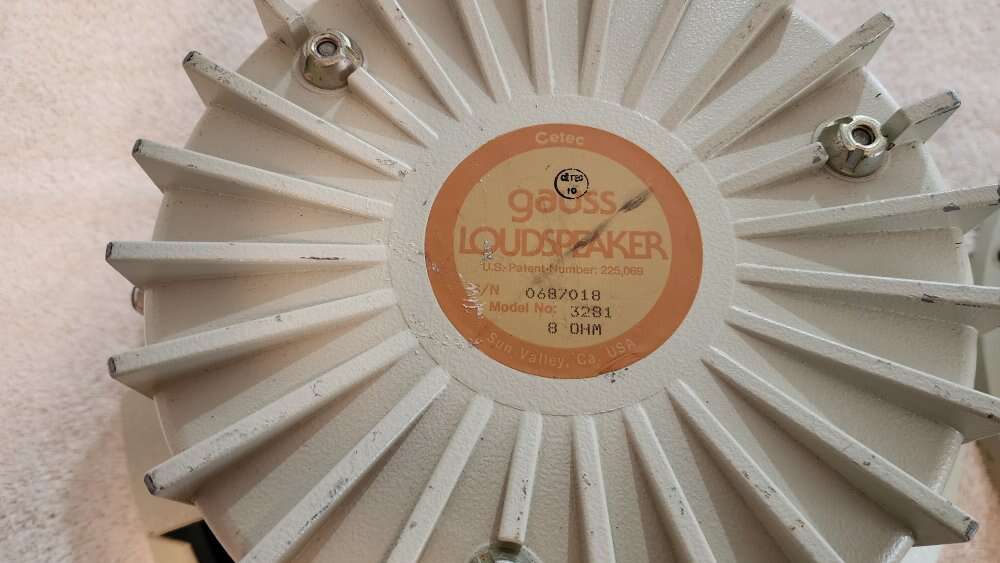 Cetec
gauss
LOUDSPEAKER
U.S. Patent Number: 225,069
S/N 0687018
Model No: 3281
8 OHM
Sun Valley, Ca. USA